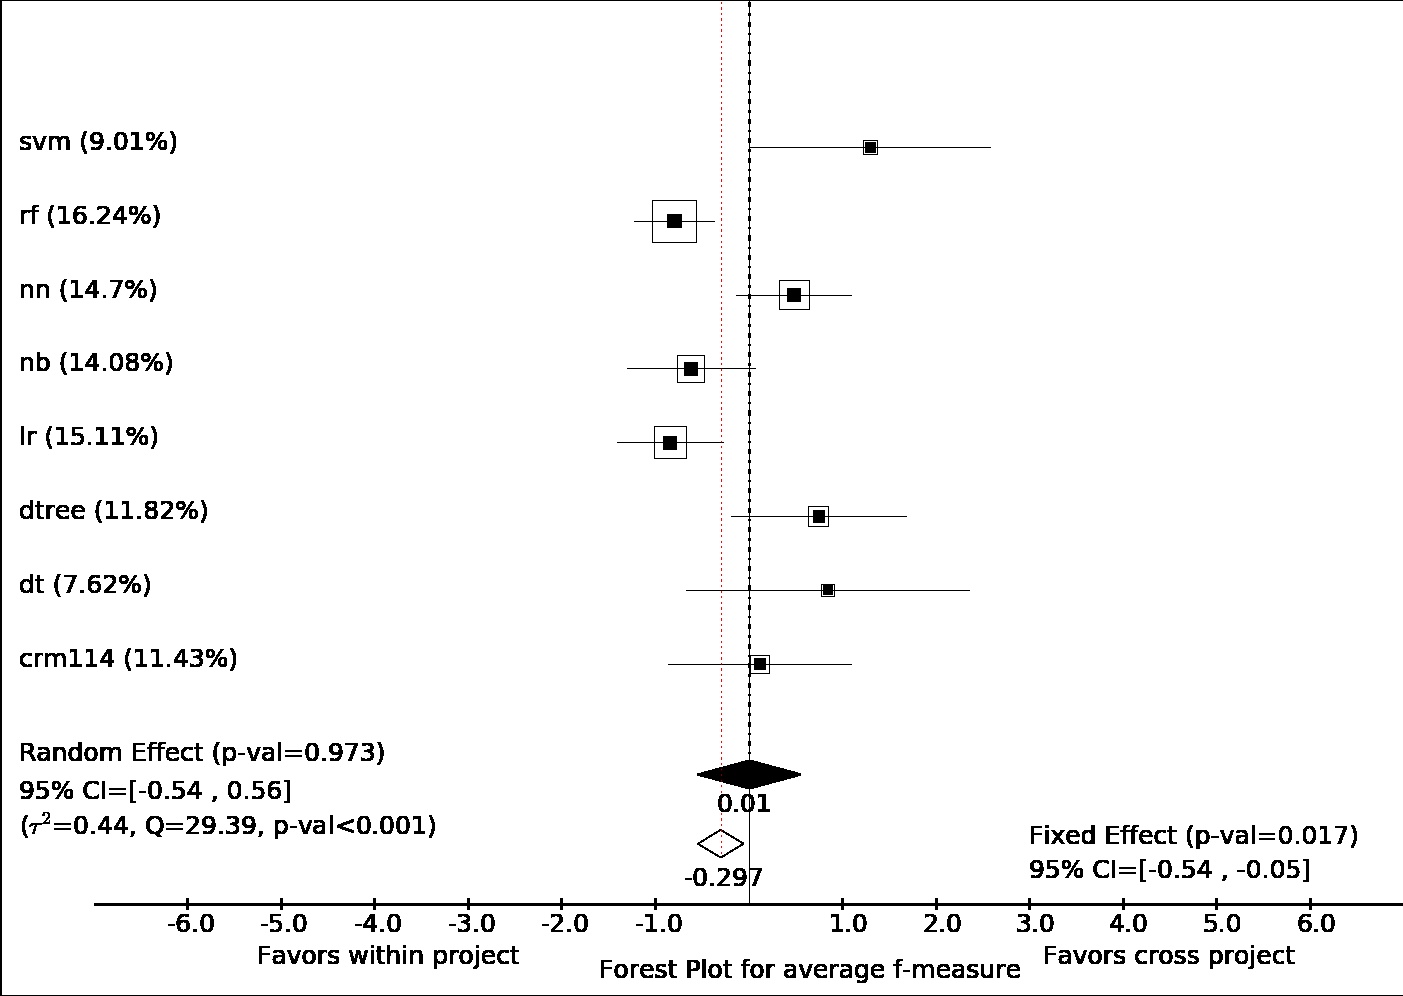 svm (9.01%)
rf (16.24%)
nn (14.7%)
nb (14.08%)
lr (15.11%)
dtree (11.82%)
dt (7.62%)
crm114 (11.43%)
Random Effect (p-val=0.973)
95% CI=[-0.54 , 0.56]
(τ²=0.44, Q=29.39, p-val<0.001)
0.01
-0.297
Fixed Effect (p-val=0.017)
95% CI=[-0.54 , -0.05]
-6.0 -5.0 -4.0 -3.0 -2.0 -1.0 1.0 2.0 3.0 4.0 5.0 6.0
Favors within project
Forest Plot for average f-measure
Favors cross project